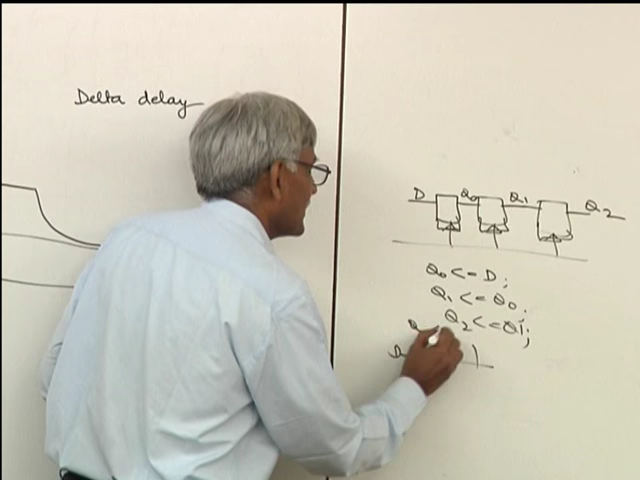 Delta delay
D Q0 Q1 Q2
Q0 <= D;
Q1 <= Q0;
Q2 <= Q1;
Q
Q